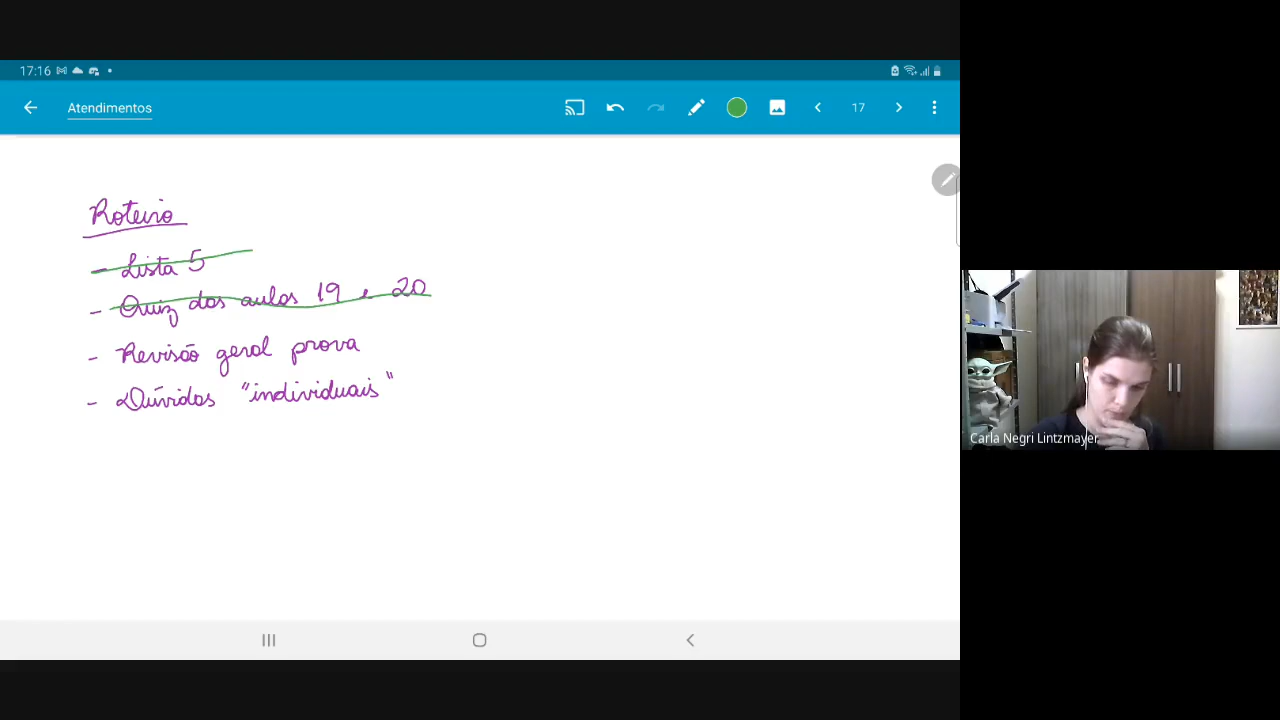 17:16
Atendimentos
17
Roteiro
- Lista 5
- Quiz das aulas 19 e 20
- Revisão geral prova
- Dúvidas "individuais"
Carla Negri Lintzmayer